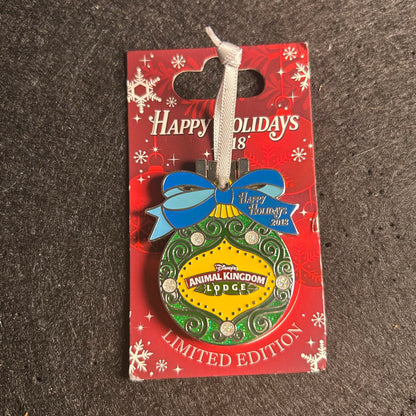 HAPPY HOLIDAYS
18
Happy
Holidays
2018
Disney's
ANIMAL KINGDOM
LODGE
LIMITED EDITION